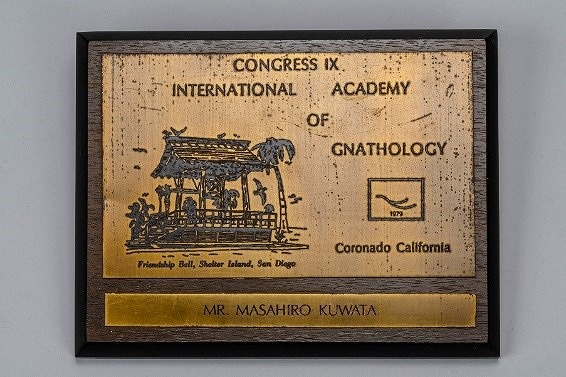 CONGRESS IX
INTERNATIONAL ACADEMY
OF
GNATHOLOGY
1979
Coronado California
Friendship Bell, Shelter Island, San Diego
MR. MASAHIRO KUWATA